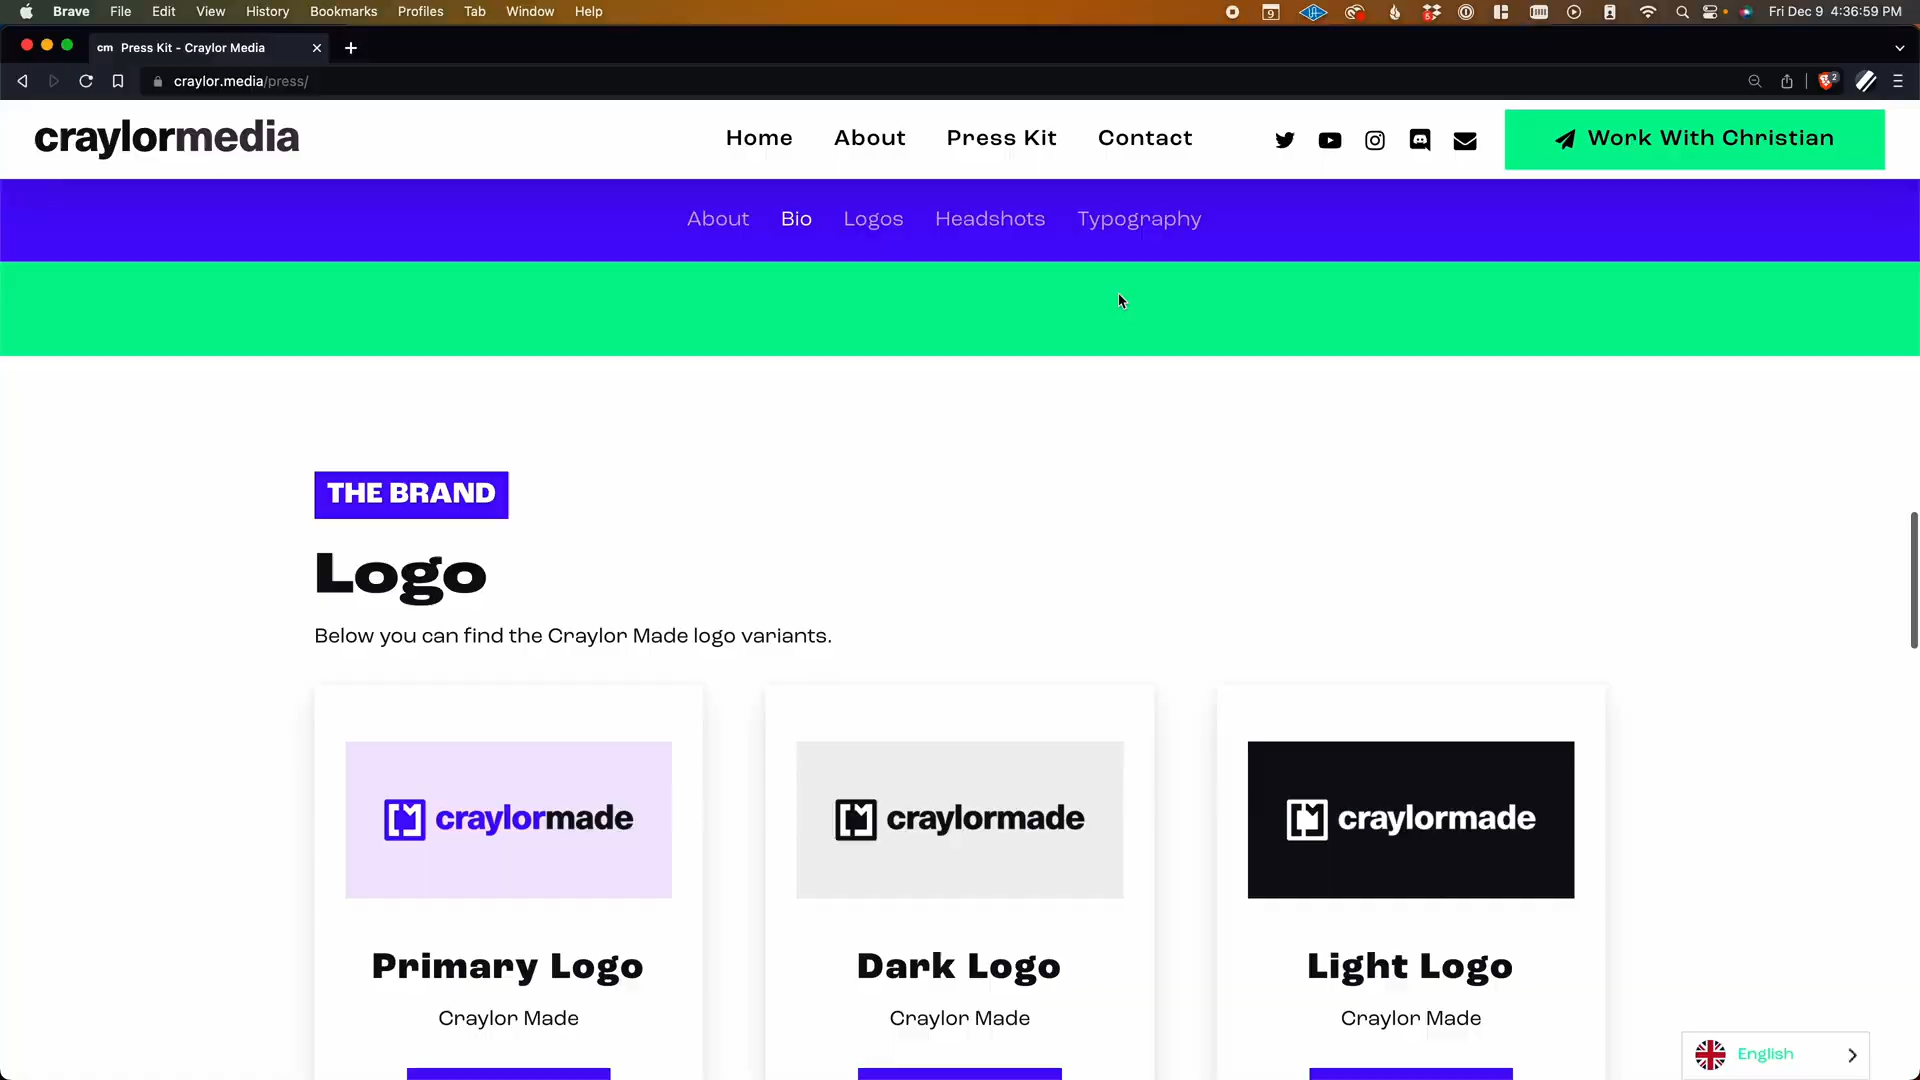 Brave File Edit View History Bookmarks Profiles Tab Window Help 9 Fri Dec 9 4:36:59 PM
cm Press Kit - Craylor Media
craylor.media/press/ 2
craylormedia Home About Press Kit Contact Work With Christian
About Bio Logos Headshots Typography
THE BRAND
Logo
Below you can find the Craylor Made logo variants.
craylormade craylormade craylormade
Primary Logo Dark Logo Light Logo
Craylor Made Craylor Made Craylor Made
English